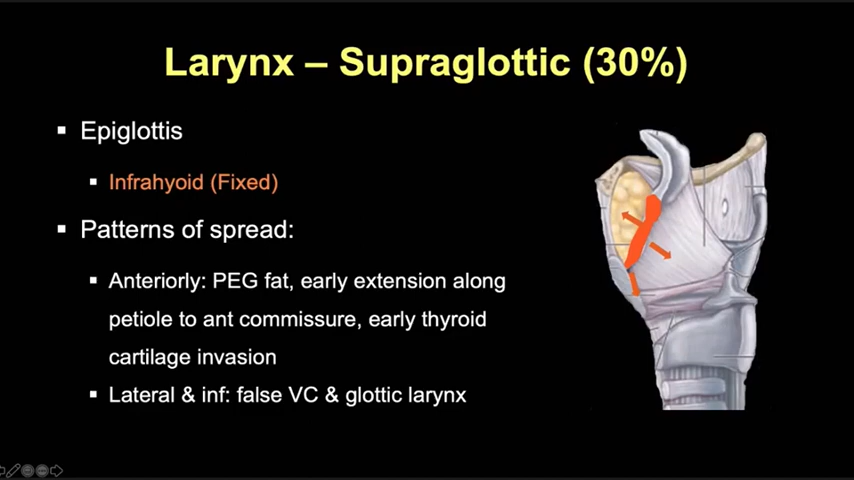 Larynx – Supraglottic (30%)
Epiglottis
Infrahyoid (Fixed)
Patterns of spread:
Anteriorly: PEG fat, early extension along
petiole to ant commissure, early thyroid
cartilage invasion
Lateral & inf: false VC & glottic larynx